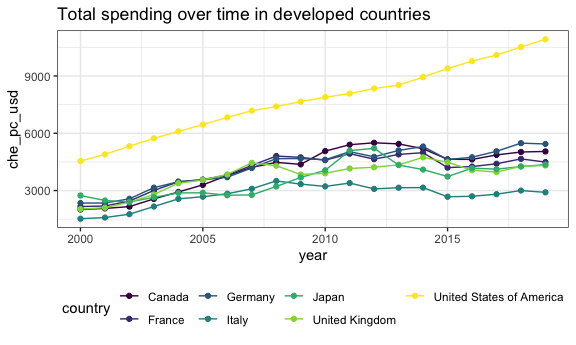 Total spending over time in developed countries
9000
6000
3000
che_pc_usd
2000 2005 2010 2015
year
country
Canada Germany Japan United States of America
France Italy United Kingdom